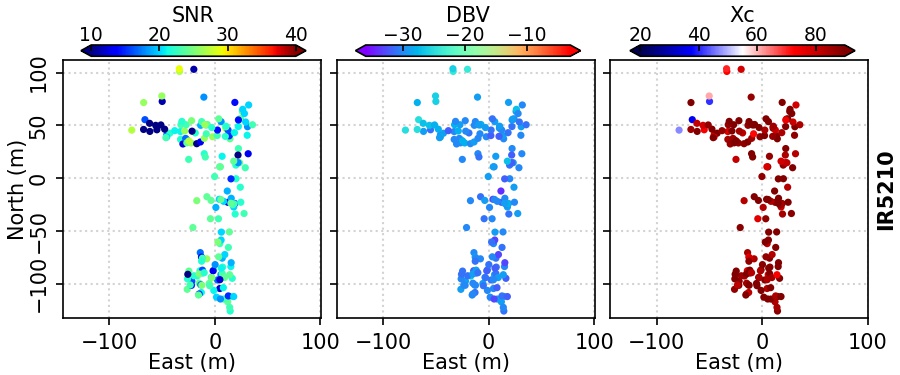 SNR DBV Xc
10 20 30 40 −30 −20 −10 20 40 60 80
100
50
0
−50
−100
North (m)
−100 0 100 −100 0 100 −100 0 100
East (m) East (m) East (m)
IR5210